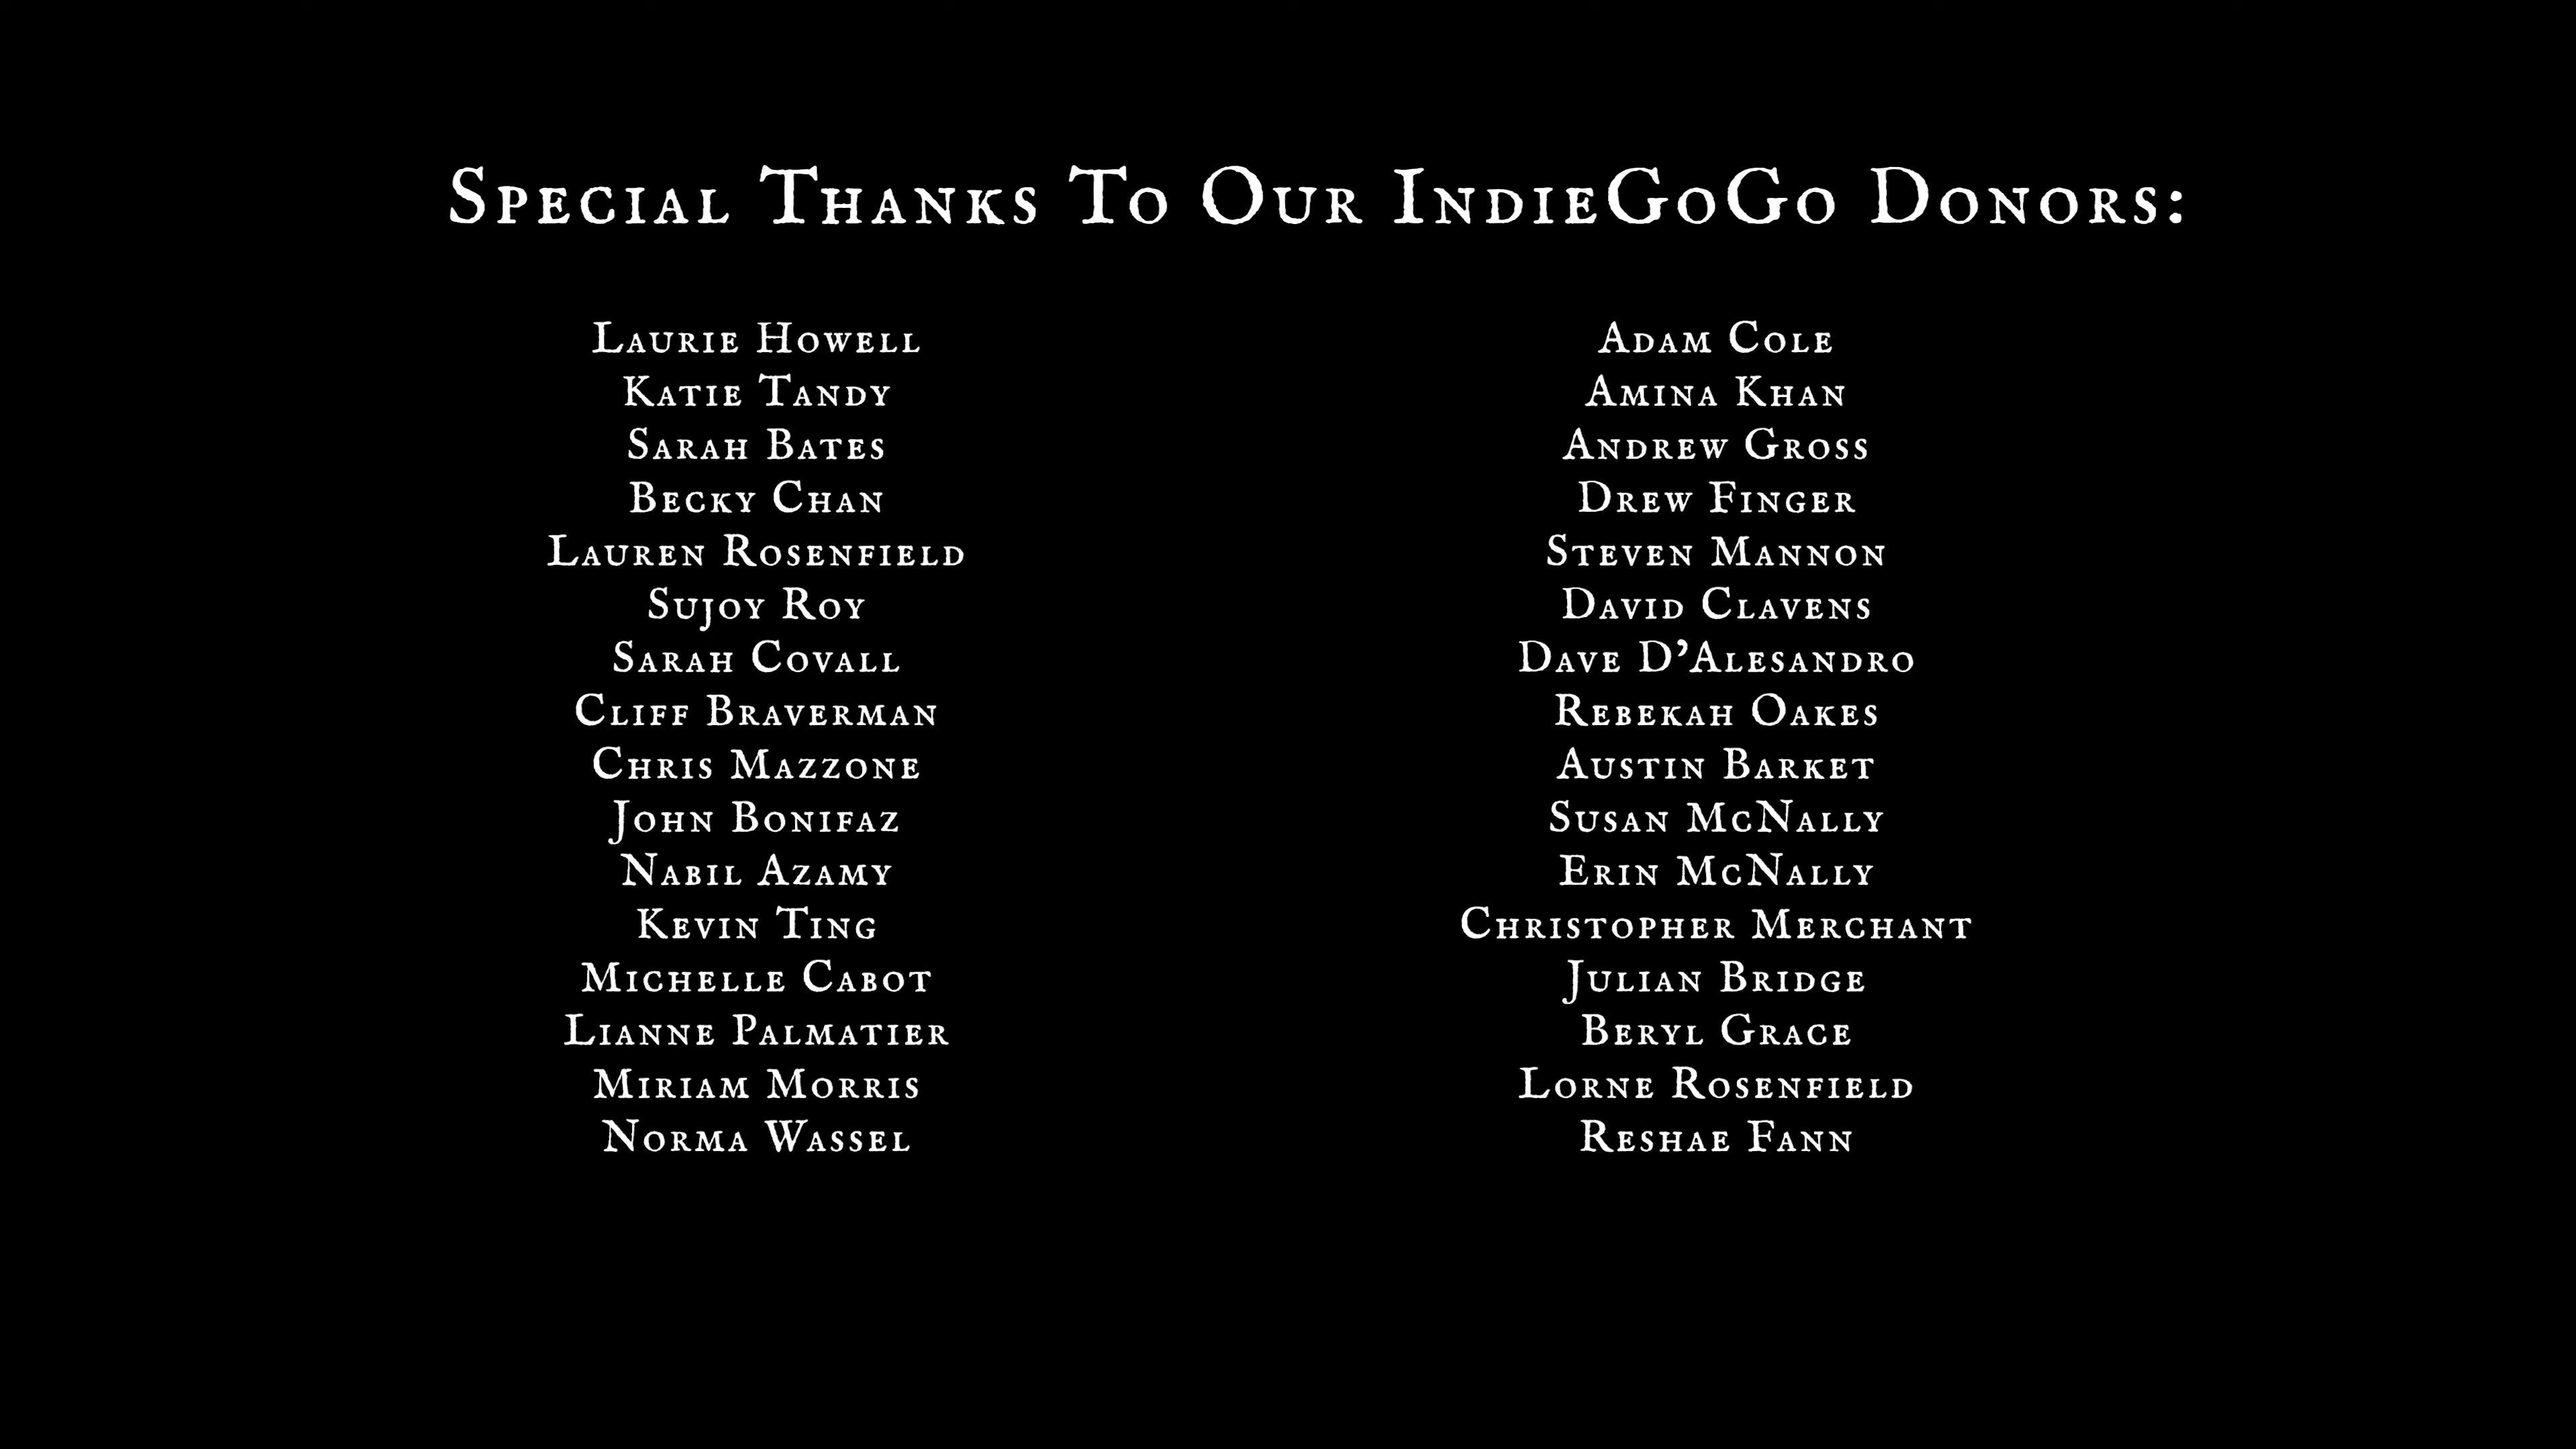 Special Thanks To Our IndieGoGo Donors:
Laurie Howell
Katie Tandy
Sarah Bates
Becky Chan
Lauren Rosenfield
Sujoy Roy
Sarah Covall
Cliff Braverman
Chris Mazzone
John Bonifaz
Nabil Azamy
Kevin Ting
Michelle Cabot
Lianne Palmatier
Miriam Morris
Norma Wassel
Adam Cole
Amina Khan
Andrew Gross
Drew Finger
Steven Mannon
David Clavens
Dave D'Alesandro
Rebekah Oakes
Austin Barket
Susan McNally
Erin McNally
Christopher Merchant
Julian Bridge
Beryl Grace
Lorne Rosenfield
Reshae Fann